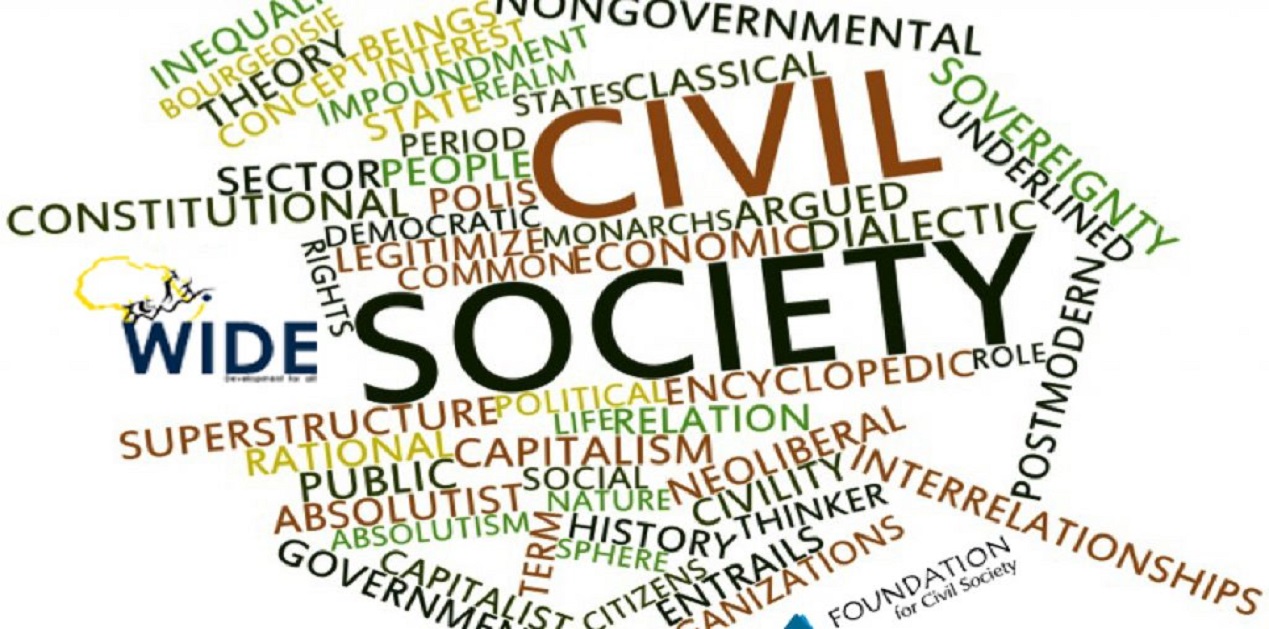 NONGOVERNMENTAL
INEQUALI
BOURGEOISIE
THEORY
BEINGS
CONCEPT
INTEREST
IMPOUNDMENT
STATE
REALM
STATES
CLASSICAL
CIVIL
SOVEREIGNTY
UNDERLINED
PERIOD
SECTOR
PEOPLE
CONSTITUTIONAL
POLIS
DEMOCRATIC
MONARCHS
ARGUED
RIGHTS
LEGITIMIZE
ECONOMIC
DIALECTIC
COMMON
SOCIETY
POSTMODERN
WIDE
Development for all
ROLE
SUPERSTRUCTURE
POLITICAL
ENCYCLOPEDIC
LIFE
RELATION
RATIONAL
CAPITALISM
NEOLIBERAL
INTERRELATIONSHIPS
PUBLIC
SOCIAL
ABSOLUTIST
NATURE
CIVILITY
ABSOLUTISM
TERM
HISTORY
THINKER
SPHERE
GOVERNMEN
CAPITALIST
CITIZENS
ENTRAILS
ANIZATIONS
FOUNDATION
for Civil Society